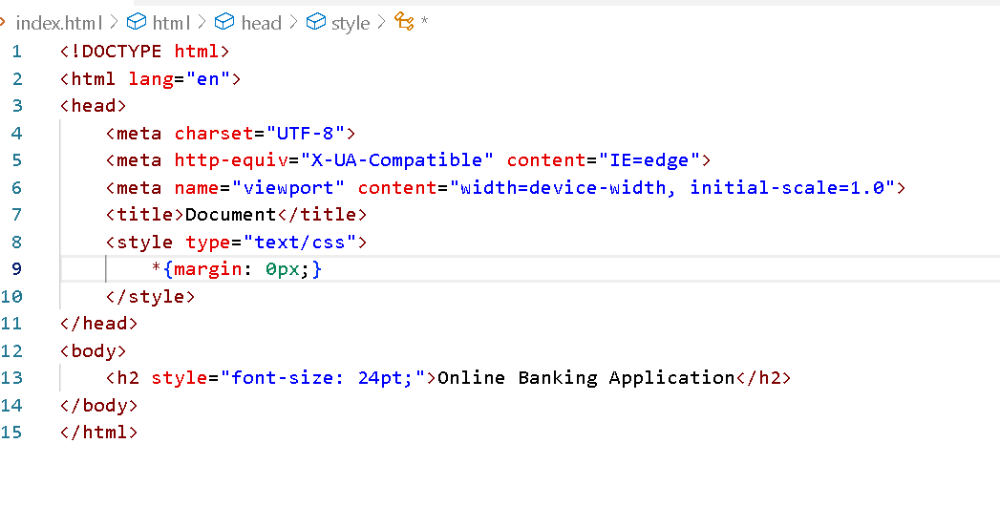 index.html > html > head > style > *
1 <!DOCTYPE html>
2 <html lang="en">
3 <head>
4 <meta charset="UTF-8">
5 <meta http-equiv="X-UA-Compatible" content="IE=edge">
6 <meta name="viewport" content="width=device-width, initial-scale=1.0">
7 <title>Document</title>
8 <style type="text/css">
9 *{margin: 0px;}
10 </style>
11 </head>
12 <body>
13 <h2 style="font-size: 24pt;">Online Banking Application</h2>
14 </body>
15 </html>